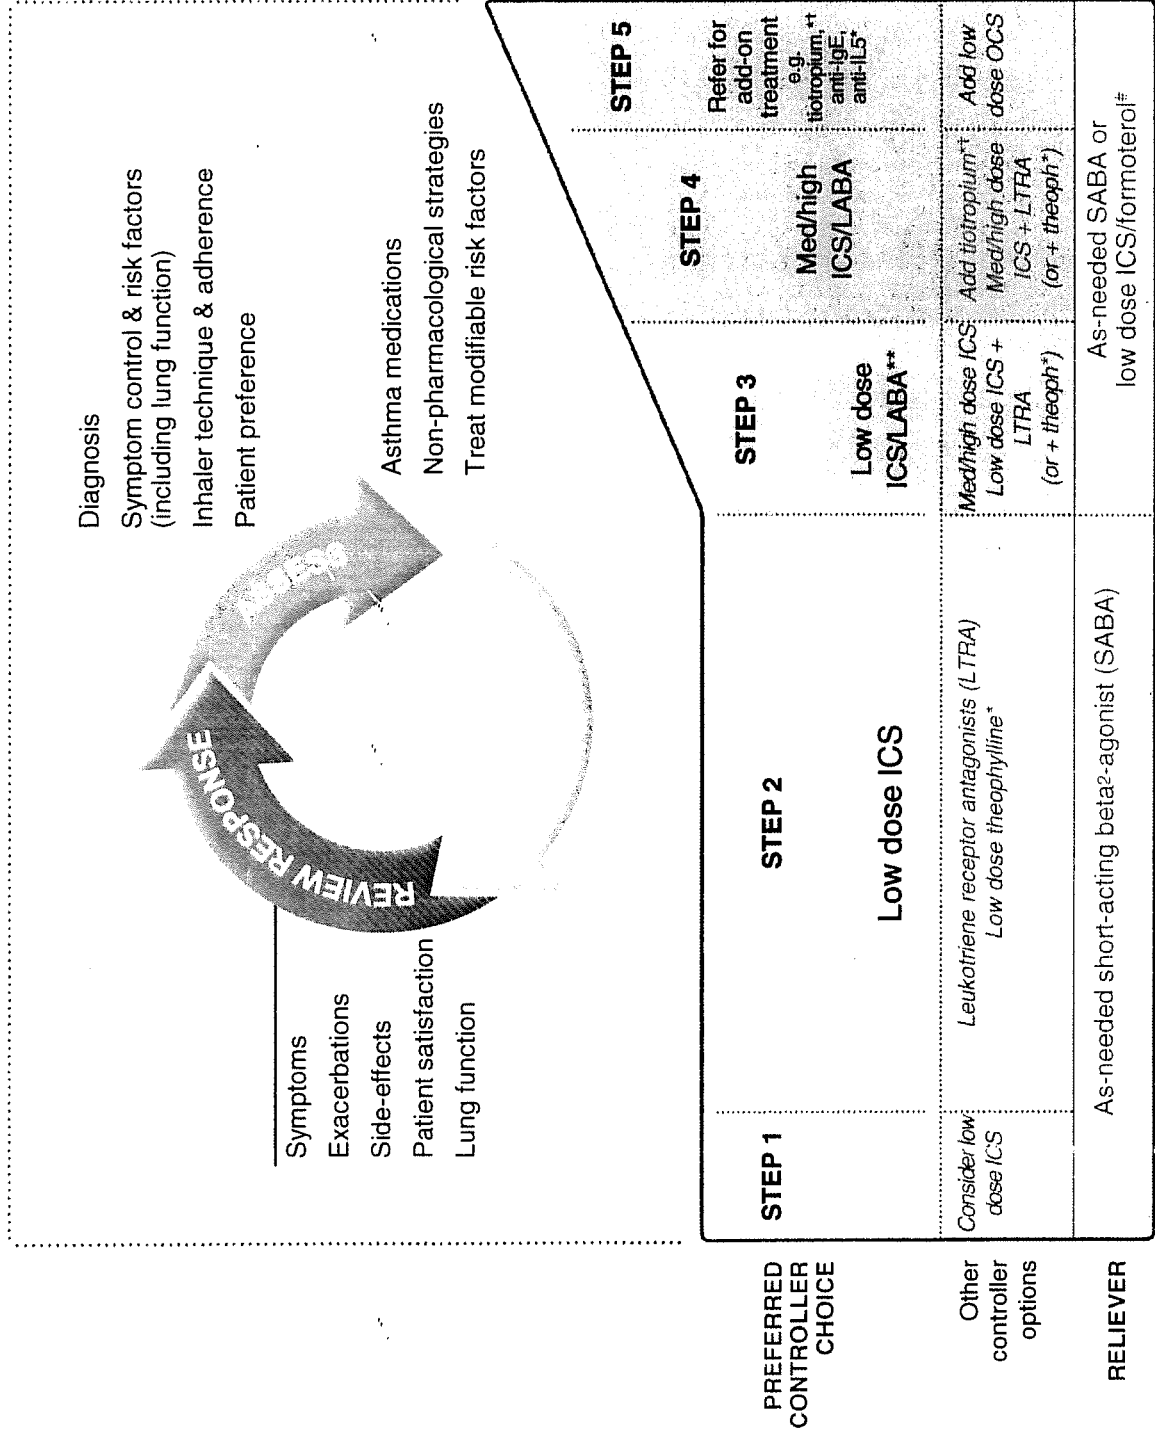 Diagnosis
Symptom control & risk factors
(including lung function)
Inhaler technique & adherence
Patient preference
ASSESS
Asthma medications
Non-pharmacological strategies
Treat modifiable risk factors
REVIEW RESPONSE
Symptoms
Exacerbations
Side-effects
Patient satisfaction
Lung function
PREFERRED
CONTROLLER
CHOICE
STEP 1
STEP 2
Low dose ICS
STEP 3
Low dose
ICS/LABA**
STEP 4
Med/high
ICS/LABA
STEP 5
Refer for
add-on
treatment
e.g.
tiotropium,*†
anti-IgE,
anti-IL5*
Other
controller
options
Consider low
dose ICS
Leukotriene receptor antagonists (LTRA)
Low dose theophylline*
Med/high dose ICS
Low dose ICS +
LTRA
(or + theoph*)
Add tiotropium*†
Med/high dose
ICS + LTRA
(or + theoph*)
Add low
dose OCS
RELIEVER
As-needed short-acting beta²-agonist (SABA)
As-needed SABA or
low dose ICS/formoterol#